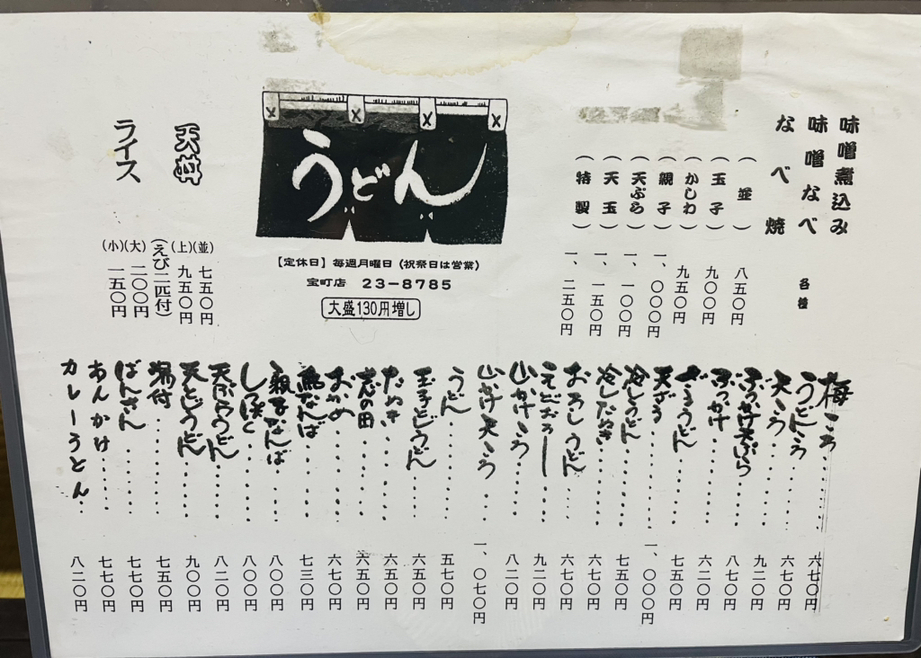 味噌煮込み
味噌なべ 各種
なべ焼
（並） 八五〇円
（玉子） 九〇〇円
（かしわ） 九五〇円
（親子） 一、〇〇〇円
（天ぷら） 一、一〇〇円
（天玉） 一、一五〇円
（特製） 一、二五〇円
うどん
【定休日】毎週月曜日（祝祭日は営業）
宝町店 23-8785
大盛130円増し
天丼
(並) 七五〇円
(上) 九五〇円
(えび二匹付)
ライス
(大) 二〇〇円
(小) 一五〇円
梅ころ……六七〇円
うどんころ……六七〇円
天ころ……九二〇円
ぶっかけ天ぷら……八七〇円
ぶっかけ……六二〇円
ざるうどん……七五〇円
天ざる……一、〇〇〇円
冷しうどん……七五〇円
冷したぬき……六七〇円
おろしうどん……六七〇円
えびおろし……九二〇円
山かけころ……八二〇円
山かけ天ころ……一、〇七〇円
うどん……五七〇円
玉子とじうどん……六五〇円
たぬき……六五〇円
志の田……六五〇円
おかめ……六七〇円
鳥なんば……七三〇円
親子なんば……八〇〇円
しっぽく……八〇〇円
天ぷらうどん……八二〇円
天とじうどん……九〇〇円
……七五〇円
ばんさん……七七〇円
あんかけ……七七〇円
カレーうどん……八二〇円